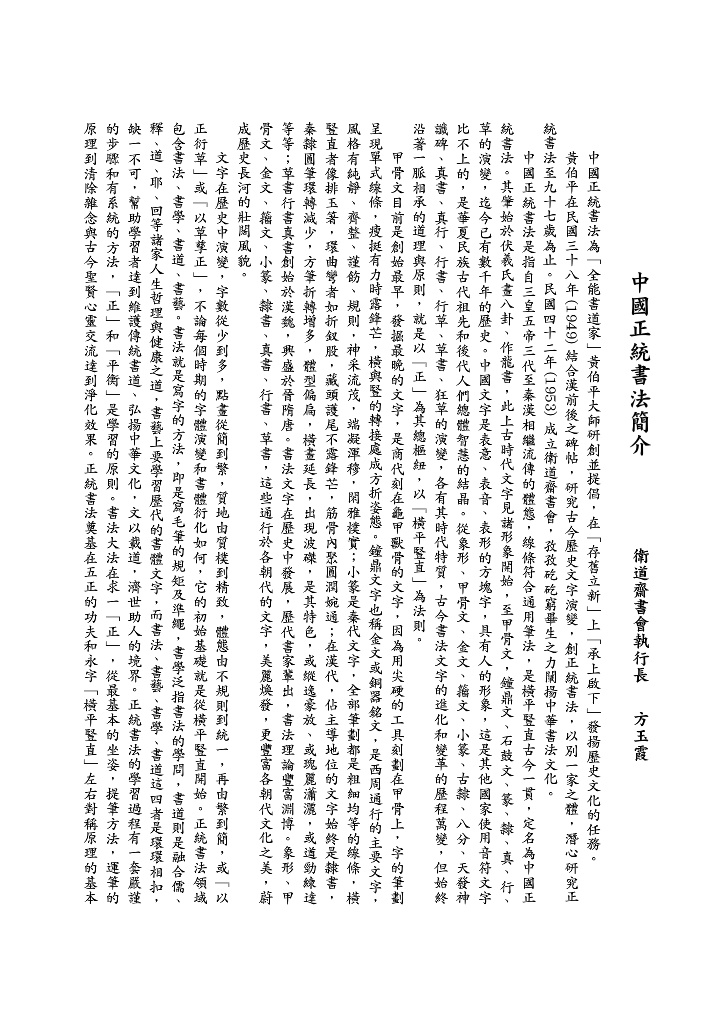 中國正統書法簡介
衛道齋書會執行長　方玉霞
中國正統書法為「全能書道家」黃伯平大師研創並提倡，在「存舊立新」上「承上啟下」發揚歷史文化的任務。
黃伯平在民國三十八年(1949)結合漢前後之碑帖，研究古今歷史文字演變，創正統書法，以別一家之體，潛心研究正
統書法至九十七歲為止。民國四十二年(1953)成立衛道齋書會，孜孜矻矻窮畢生之力闡揚中華書法文化。
中國正統書法是指自三皇五帝三代至秦漢相繼流傳的體態，線條符合通用筆法，是橫平豎直古今一貫，定名為中國正
統書法。其肇始於伏羲氏畫八卦、作龍書，此上古時代文字見諸形象開始，至甲骨文，鐘鼎文、石鼓文、篆、隸、真、行、
草的演變，迄今已有數千年的歷史。中國文字是表意、表音、表形的方塊字，具有人的形象，這是其他國家使用音符文字
比不上的，是華夏民族古代祖先和後代人們總體智慧的結晶。從象形、甲骨文、金文、籀文、小篆、古隸、八分、天發神
讖碑、真書、真行、行書、行草、草書、狂草的演變，各有其時代特質，古今書法文字的進化和變革的歷程萬變，但始終
沿著一脈相承的道理與原則，就是以「正」為其總樞紐，以「橫平豎直」為法則。
甲骨文目前是創始最早，發掘最晚的文字，是商代刻在龜甲獸骨的文字，因為用尖硬的工具刻劃在甲骨上，字的筆劃
呈現單式線條，瘦挺有力時露鋒芒，橫與豎的轉接處成方折姿態。鐘鼎文字也稱金文或銅器銘文，是西周通行的主要文字，
風格有純靜、齊整、謹飭、規則，神采流茂，端凝渾穆，閑雅樸實；小篆是秦代文字，全部筆劃都是粗細均等的線條，橫
豎直者像排玉箸，環曲彎者如折釵股，藏頭護尾不露鋒芒，筋骨內聚圓潤婉通；在漢代，佔主導地位的文字始終是隸書，
秦隸圓筆環轉減少，方筆折轉增多，體型偏扁，橫畫延長，出現波磔，是其特色，或縱逸豪放、或瑰麗瀟灑，或遒勁線達
等等；草書行書真書創始於漢魏，興盛於晉隋唐。書法文字在歷史中發展，歷代書家輩出，書法理論豐富淵博。象形、甲
骨文、金文、籀文、小篆、隸書、真書、行書、草書，這些通行於各朝代的文字，美麗煥發，更豐富各朝代文化之美，蔚
成歷史長河的壯闊風貌。
文字在歷史中演變，字數從少到多，點畫從簡到繁，質地由質樸到精致，體態由不規則到統一，再由繁到簡，或「以
正衍草」或「以草孳正」，不論每個時期的字體演變和書體衍化如何，它的初始基礎就是從橫平豎直開始。正統書法領域
包含書法、書學、書道、書藝。書法就是寫字的方法，即是寫毛筆的規矩及準繩，書學泛指書法的學問，書道則是融合儒、
釋、道、耶、回等諸家人生哲理與健康之道，書藝上要學習歷代的書體文字，而書法、書藝、書學、書道這四者是環環相扣，
缺一不可，幫助學習者達到維護傳統書道、弘揚中華文化，文以載道，濟世助人的境界。正統書法的學習過程有一套嚴謹
的步驟和有系統的方法，「正」和「平衡」是學習的原則。書法大法在求一「正」，從最基本的坐姿，提筆方法，運筆的
原理到清除雜念與古今聖賢心靈交流達到淨化效果。正統書法奠基在五正的功夫和永字「橫平豎直」左右對稱原理的基本